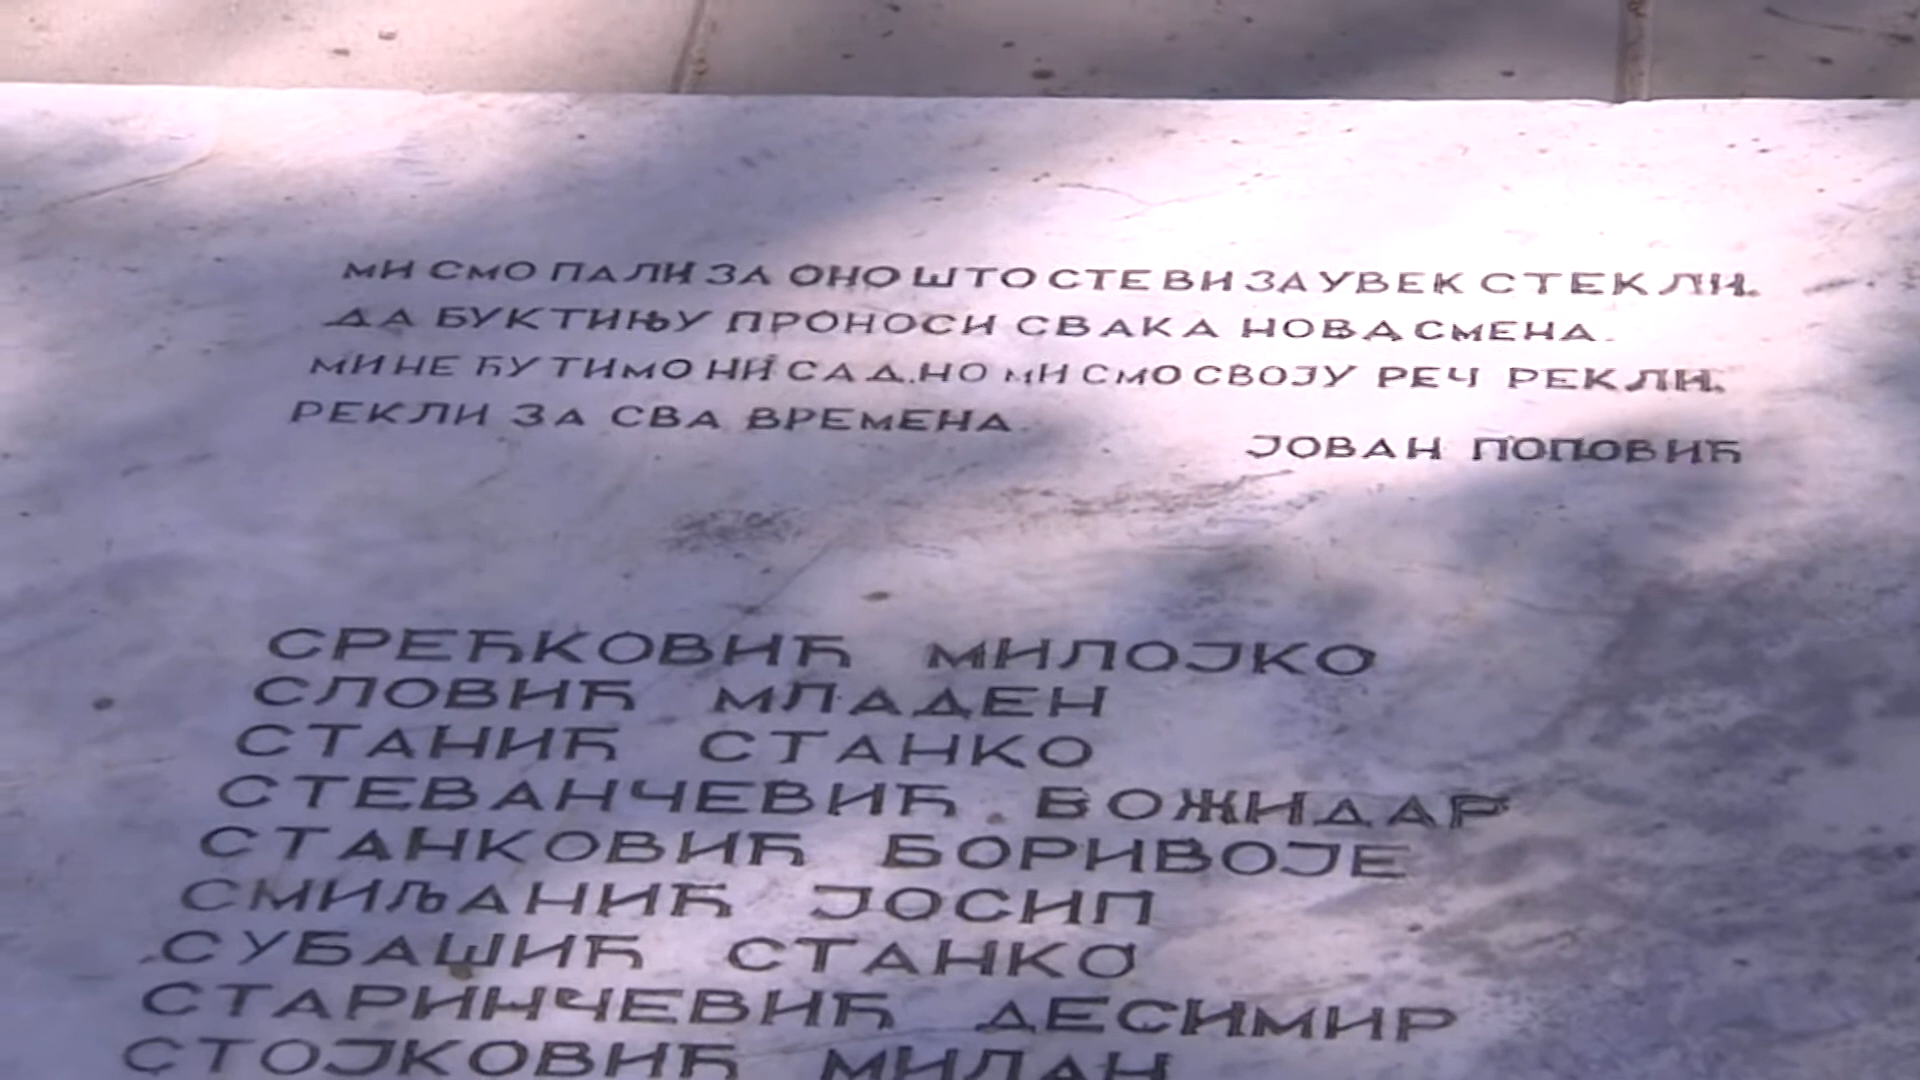 МИ СМО ПАЛИ ЗА ОНО ШТО СТЕ ВИ ЗАУВЕК СТЕКЛИ.
ДА БУКТИЊУ ПРОНОСИ СВАКА НОВА СМЕНА.
МИ НЕ ЋУТИМО НИ САД. НО МИ СМО СВОЈУ РЕЧ РЕКЛИ.
РЕКЛИ ЗА СВА ВРЕМЕНА
ЈОВАН ПОПОВИЋ
СРЕЂКОВИЋ МИЛОЈКО
СЛОВИЋ МЛАДЕН
СТАНИЋ СТАНКО
СТЕВАНЧЕВИЋ БОЖИДАР
СТАНКОВИЋ БОРИВОЈЕ
СМИЉАНИЋ ЈОСИП
СУБАШИЋ СТАНКО
СТАРИНЧЕВИЋ ДЕСИМИР
СТОЈКОВИЋ МИЛАН